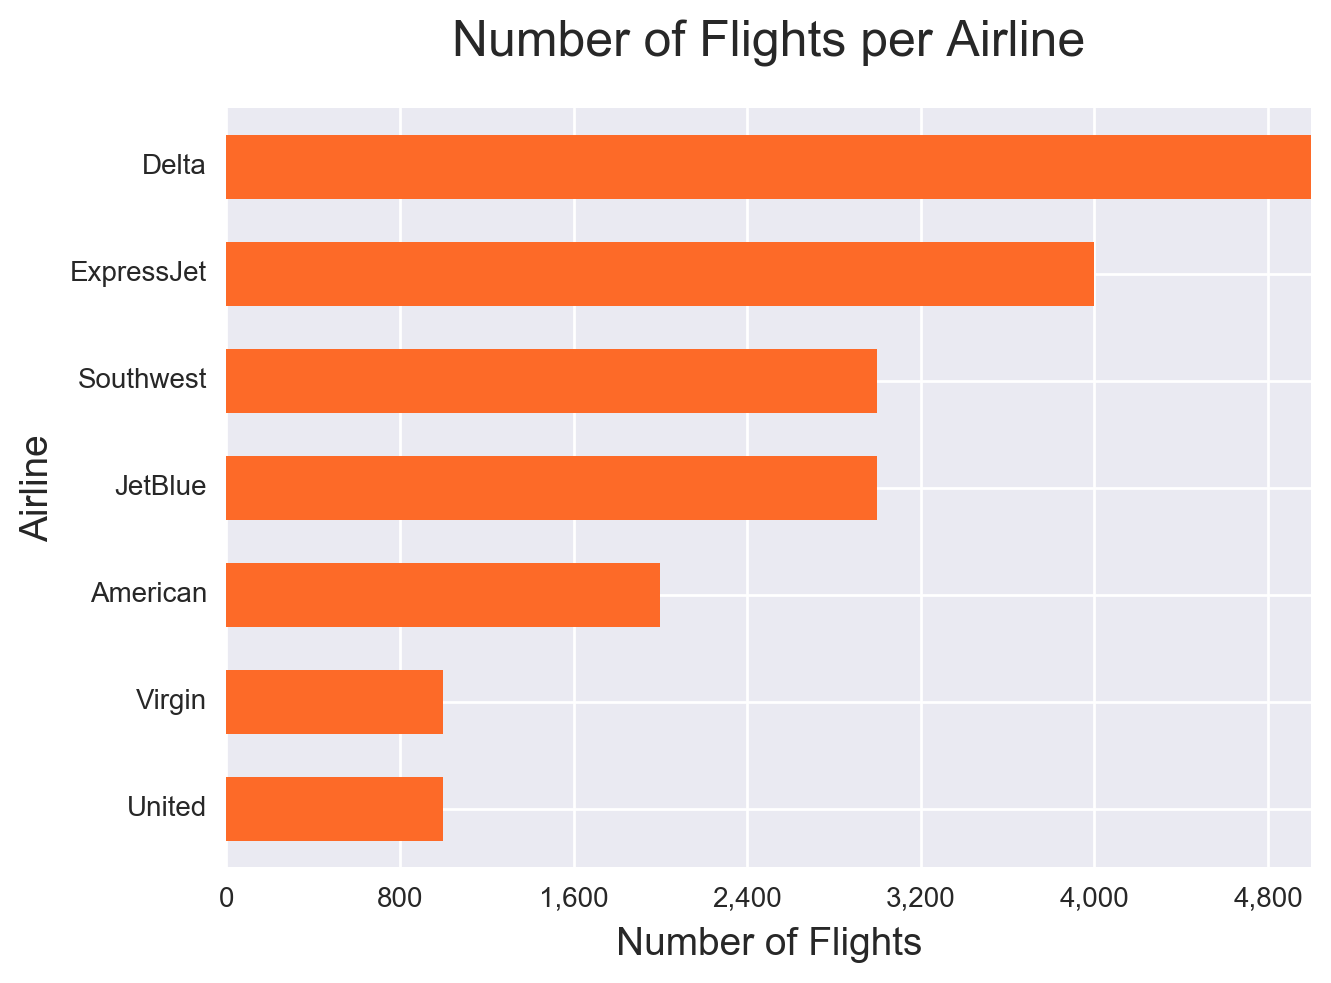 Number of Flights per Airline
Airline
Delta
ExpressJet
Southwest
JetBlue
American
Virgin
United
0 800 1,600 2,400 3,200 4,000 4,800
Number of Flights